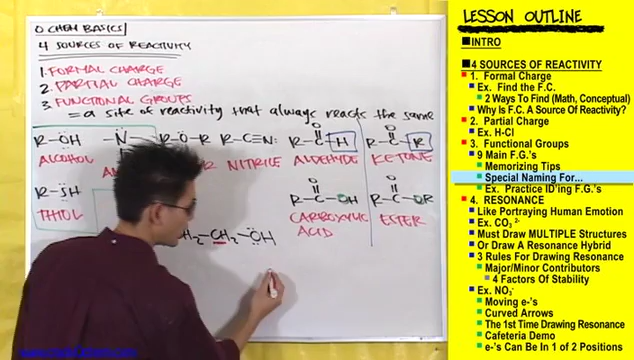 O CHEM BASICS
4 SOURCES OF REACTIVITY
1. FORMAL CHARGE
2. PARTIAL CHARGE
3. FUNCTIONAL GROUPS
= a site of reactivity that always reacts the same
R-OH -N- R-O-R R-C≡N: R-C-H R-C-R
O O
ALCOHOL NITRILE ALDEHYDE KETONE
R-SH R-C-OH R-C-OR
O O
THIOL CARBOXYLIC ACID ESTER
H₂-CH₂-OH
LESSON OUTLINE
INTRO
4 SOURCES OF REACTIVITY
1. Formal Charge
Ex. Find the F.C.
2 Ways To Find (Math, Conceptual)
Why Is F.C. A Source Of Reactivity?
2. Partial Charge
Ex. H-Cl
3. Functional Groups
9 Main F.G.'s
Memorizing Tips
Special Naming For...
Ex. Practice ID'ing F.G.'s
4. RESONANCE
Like Portraying Human Emotion
Ex. CO₃ ²⁻
Must Draw MULTIPLE Structures
Or Draw A Resonance Hybrid
3 Rules For Drawing Resonance
Major/Minor Contributors
4 Factors Of Stability
Ex. NO₃⁻
Moving e-'s
Curved Arrows
The 1st Time Drawing Resonance
Cafeteria Demo
e-'s Can Be In 1 of 2 Positions